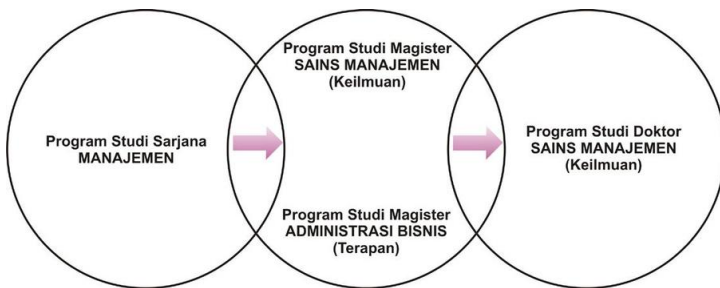 Program Studi Sarjana
MANAJEMEN
Program Studi Magister
SAINS MANAJEMEN
(Keilmuan)
Program Studi Magister
ADMINISTRASI BISNIS
(Terapan)
Program Studi Doktor
SAINS MANAJEMEN
(Keilmuan)